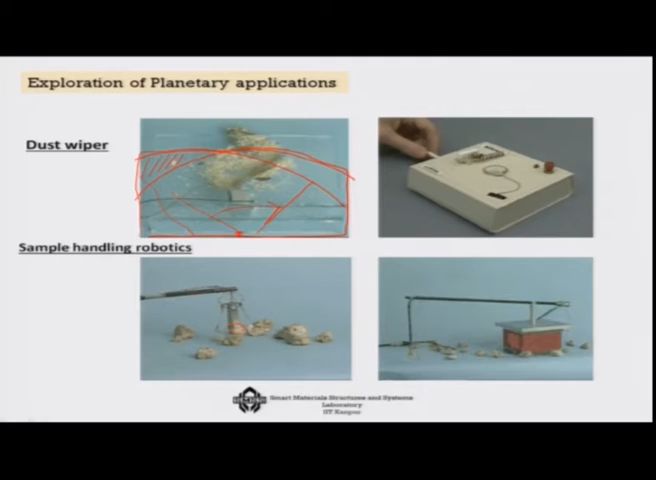 Exploration of Planetary applications
Dust wiper
Sample handling robotics
Smart Materials Structures and Systems
Laboratory
IIT Kanpur